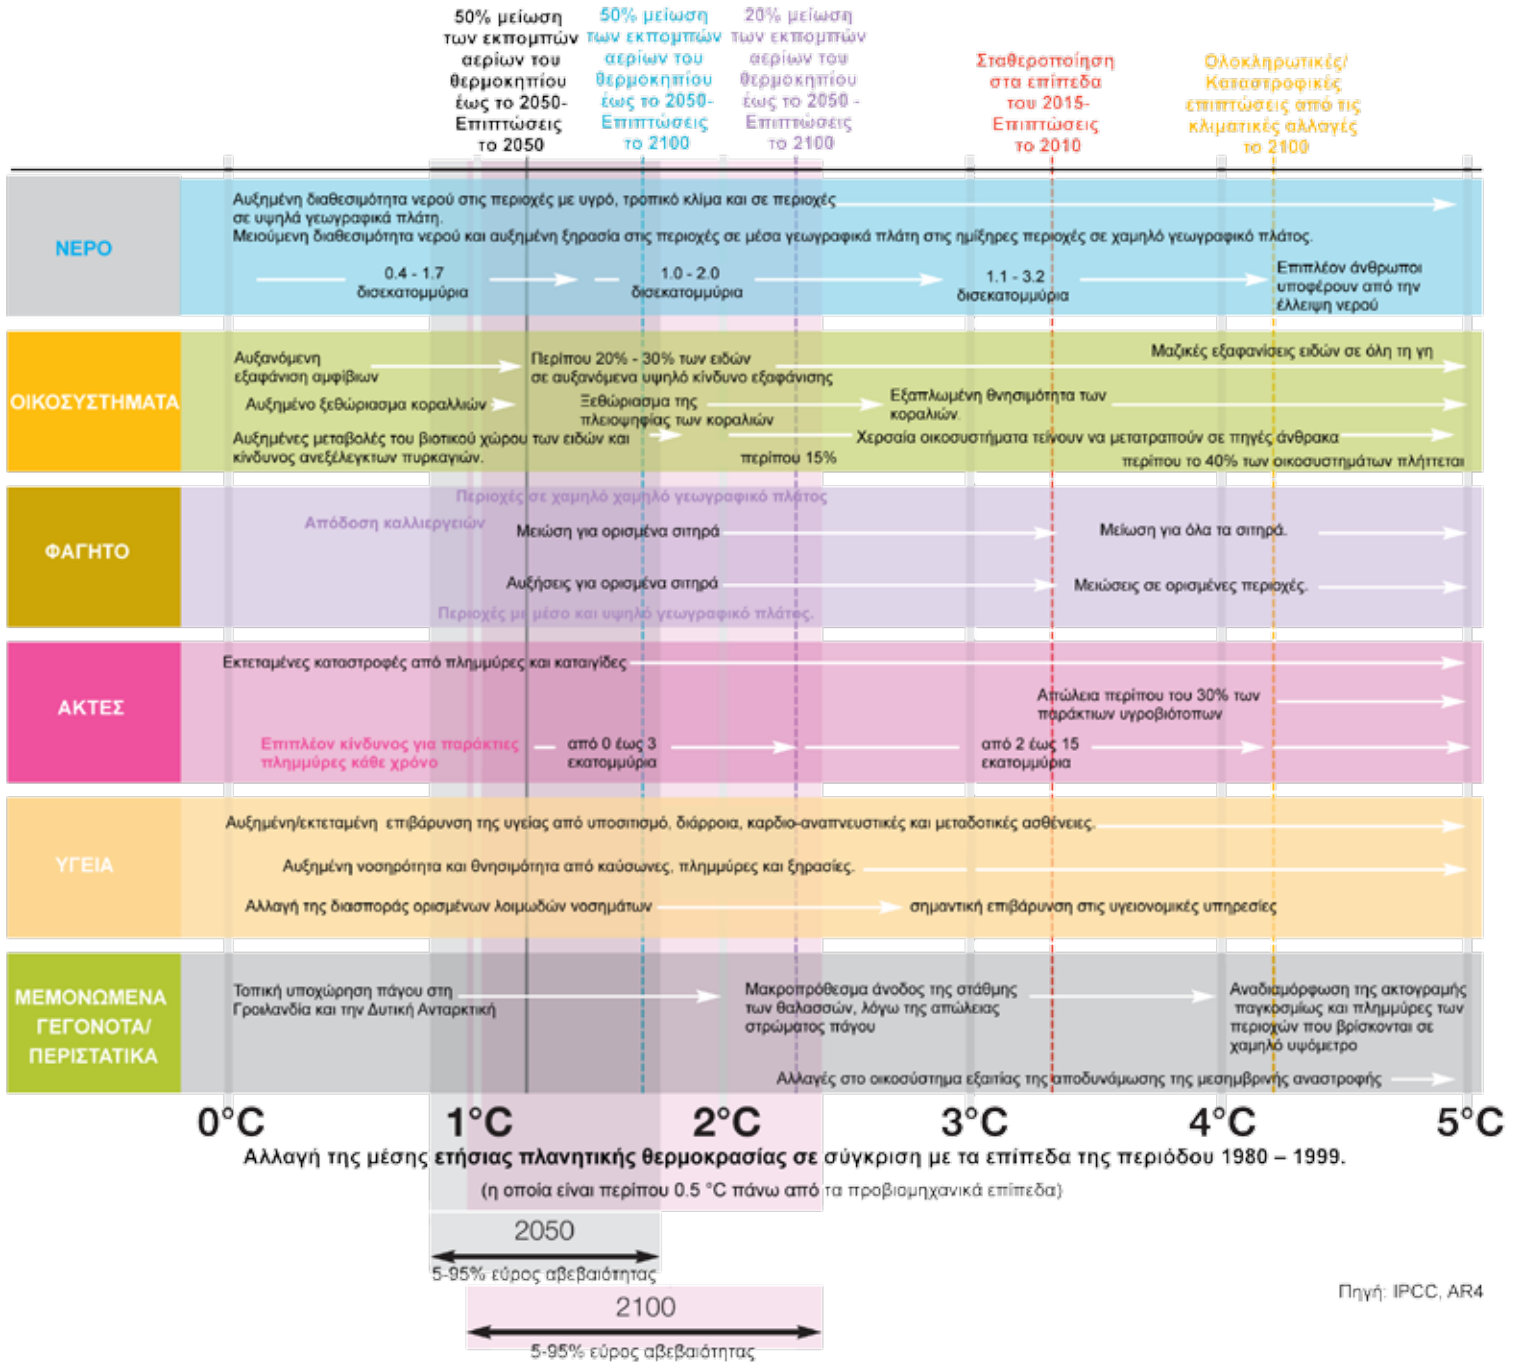 50% μείωση
των εκπομπών
αερίων του
θερμοκηπίου
έως το 2050-
Επιπτώσεις
το 2050
50% μείωση
των εκπομπών
αερίων του
θερμοκηπίου
έως το 2050-
Επιπτώσεις
το 2100
20% μείωση
των εκπομπών
αερίων του
θερμοκηπίου
έως το 2050 -
Επιπτώσεις
το 2100
Σταθεροποίηση
στα επίπεδα
του 2015-
Επιπτώσεις
το 2010
Ολοκληρωτικές/
Καταστροφικές
επιπτώσεις από τις
κλιματικές αλλαγές
το 2100
ΝΕΡΟ
Αυξημένη διαθεσιμότητα νερού στις περιοχές με υγρό, τροπικό κλίμα και σε περιοχές
σε υψηλά γεωγραφικά πλάτη.
Μειούμενη διαθεσιμότητα νερού και αυξημένη ξηρασία στις περιοχές σε μέσα γεωγραφικά πλάτη στις ημίξηρες περιοχές σε χαμηλό γεωγραφικό πλάτος.
0.4 - 1.7
δισεκατομμύρια
1.0 - 2.0
δισεκατομμύρια
1.1 - 3.2
δισεκατομμύρια
Επιπλέον άνθρωποι
υποφέρουν από την
έλλειψη νερού
ΟΙΚΟΣΥΣΤΗΜΑΤΑ
Αυξανόμενη
εξαφάνιση αμφίβιων
Περίπου 20% - 30% των ειδών
σε αυξανόμενα υψηλό κίνδυνο εξαφάνισης
Μαζικές εξαφανίσεις ειδών σε όλη τη γη
Αυξημένο ξεθώριασμα κοραλλιών
Ξεθώριασμα της
πλειοψηφίας των κοραλιών
Εξαπλωμένη θνησιμότητα των
κοραλιών.
Αυξημένες μεταβολές του βιοτικού χώρου των ειδών και
κίνδυνος ανεξέλεγκτων πυρκαγιών.
Χερσαία οικοσυστήματα τείνουν να μετατραπούν σε πηγές άνθρακα
περίπου 15%
περίπου το 40% των οικοσυστημάτων πλήττεται
ΦΑΓΗΤΟ
Περιοχές σε χαμηλό χαμηλό γεωγραφικό πλάτος
Απόδοση καλλιεργειών
Μειώση για ορισμένα σιτηρά
Μείωση για όλα τα σιτηρά.
Αυξήσεις για ορισμένα σιτηρά
Μειώσεις σε ορισμένες περιοχές.
Περιοχές με μέσο και υψηλό γεωγραφικό πλάτος.
ΑΚΤΕΣ
Εκτεταμένες καταστροφές από πλημμύρες και καταιγίδες
Απώλεια περίπου του 30% των
παράκτιων υγροβιότοπων
Επιπλέον κίνδυνος για παράκτιες
πλημμύρες κάθε χρόνο
από 0 έως 3
εκατομμύρια
από 2 έως 15
εκατομμύρια
ΥΓΕΙΑ
Αυξημένη/εκτεταμένη επιβάρυνση της υγείας από υποσιτισμό, διάρροια, καρδιο-αναπνευστικές και μεταδοτικές ασθένειες.
Αυξημένη νοσηρότητα και θνησιμότητα από καύσωνες, πλημμύρες και ξηρασίες.
Αλλαγή της διασποράς ορισμένων λοιμωδών νοσημάτων
σημαντική επιβάρυνση στις υγειονομικές υπηρεσίες
ΜΕΜΟΝΩΜΕΝΑ
ΓΕΓΟΝΟΤΑ/
ΠΕΡΙΣΤΑΤΙΚΑ
Τοπική υποχώρηση πάγου στη
Γροιλανδία και την Δυτική Ανταρκτική
Μακροπρόθεσμα άνοδος της στάθμης
των θαλασσών, λόγω της απώλειας
στρώματος πάγου
Αναδιαμόρφωση της ακτογραμής
παγκοσμίως και πλημμύρες των
περιοχών που βρίσκονται σε
χαμηλό υψόμετρο
Αλλαγές στο οικοσύστημα εξαιτίας της αποδυνάμωσης της μεσημβρινής αναστροφής
0°C 1°C 2°C 3°C 4°C 5°C
Αλλαγή της μέσης ετήσιας πλανητικής θερμοκρασίας σε σύγκριση με τα επίπεδα της περιόδου 1980 – 1999.
(η οποία είναι περίπου 0.5 °C πάνω από τα προβιομηχανικά επίπεδα)
2050
5-95% εύρος αβεβαιότητας
2100
5-95% εύρος αβεβαιότητας
Πηγή: IPCC, AR4